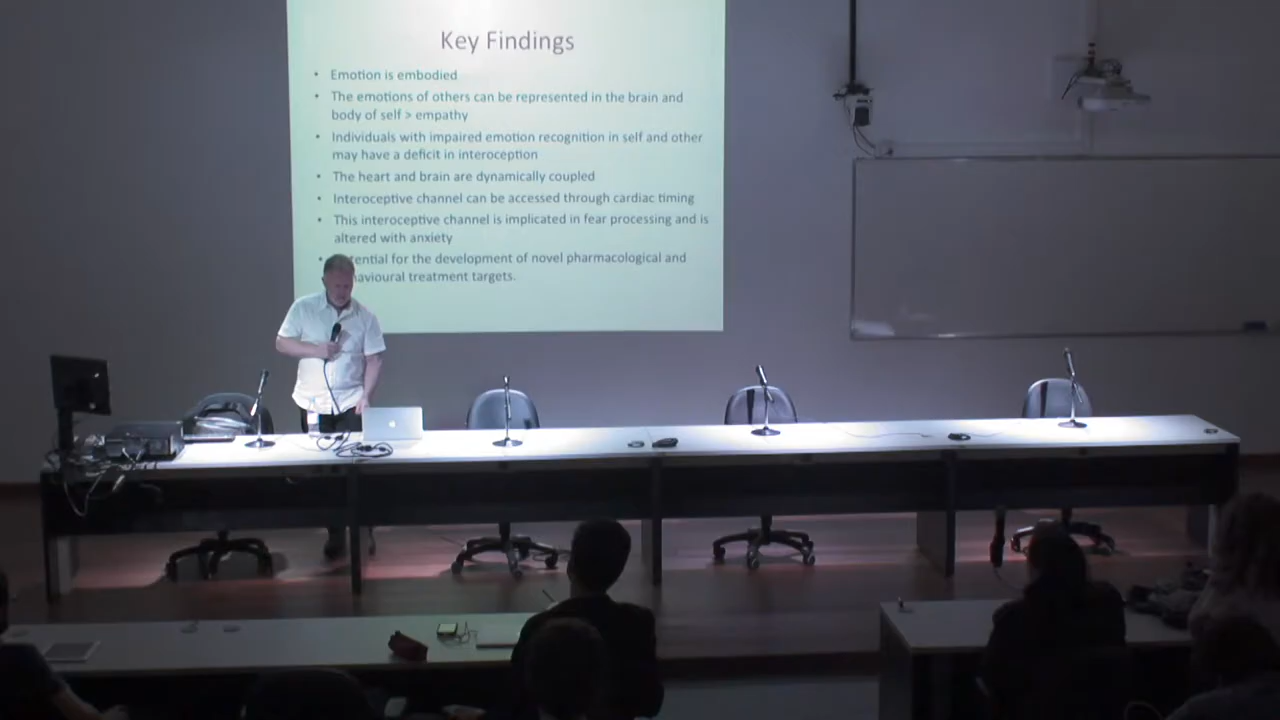 Key Findings
• Emotion is embodied
• The emotions of others can be represented in the brain and
body of self > empathy
• Individuals with impaired emotion recognition in self and other
may have a deficit in interoception
• The heart and brain are dynamically coupled
• Interoceptive channel can be accessed through cardiac timing
• This interoceptive channel is implicated in fear processing and is
altered with anxiety
• for the development of novel pharmacological and
treatment targets.